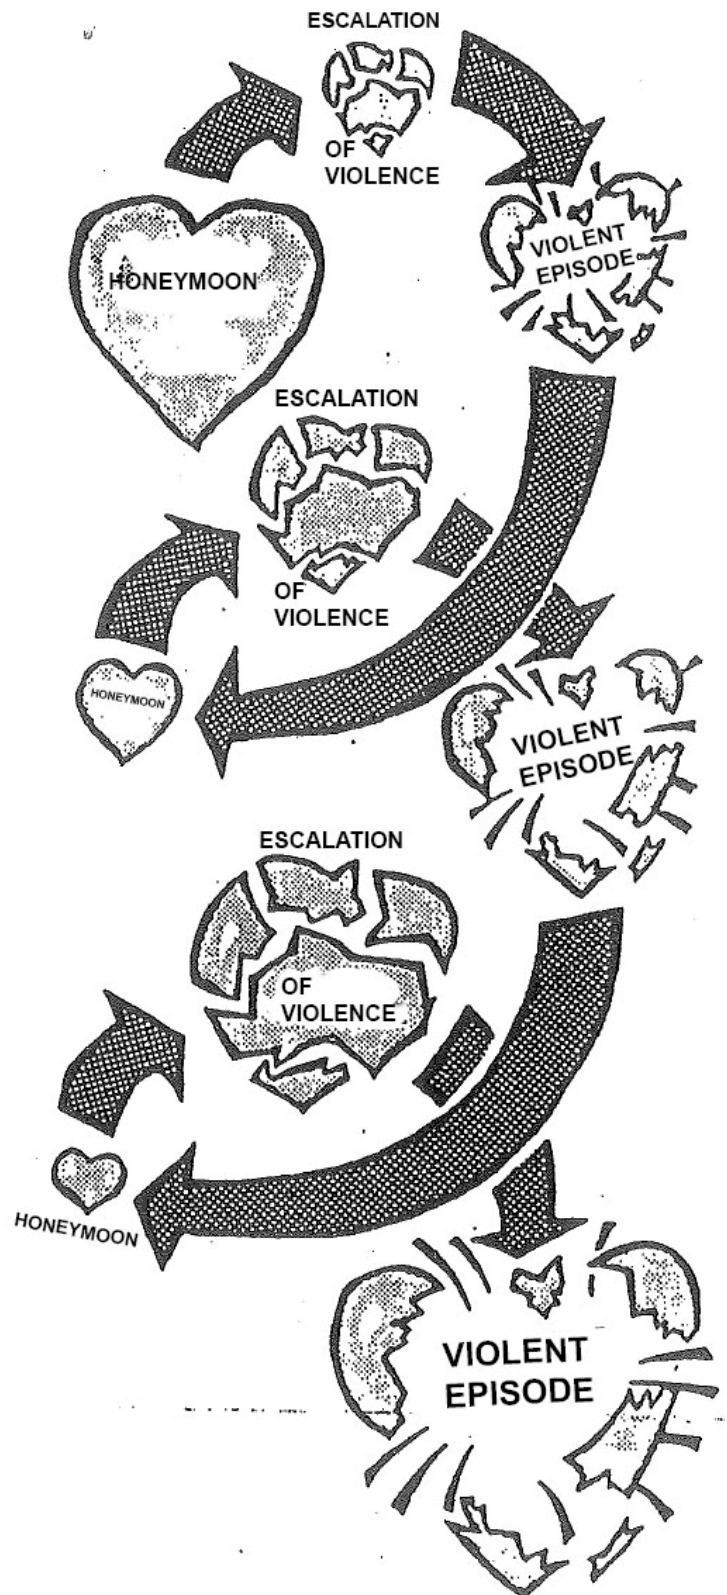 ESCALATION
OF
VIOLENCE
HONEYMOON
VIOLENT
EPISODE
ESCALATION
OF
VIOLENCE
HONEYMOON
VIOLENT
EPISODE
ESCALATION
OF
VIOLENCE
HONEYMOON
VIOLENT
EPISODE